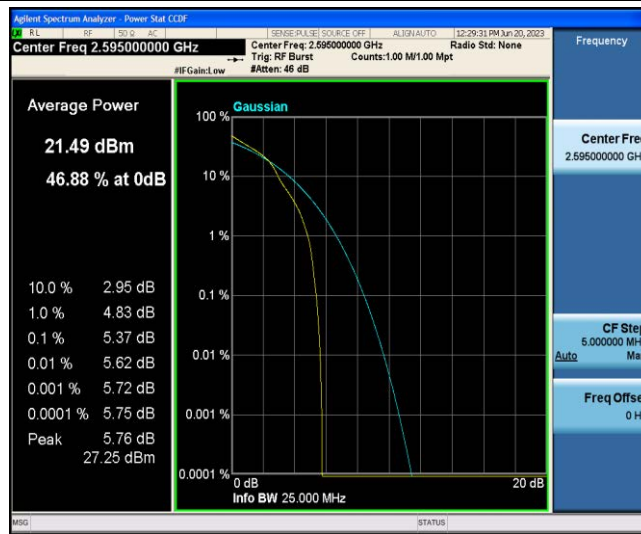 Agilent Spectrum Analyzer - Power Stat CCDF
RL RF 50 Ω AC SENSE:PULSE SOURCE OFF ALIGNAUTO 12:29:31 PM Jun 20, 2023
Center Freq 2.595000000 GHz
Center Freq: 2.595000000 GHz Radio Std: None
Trig: RF Burst Counts:1.00 M/1.00 Mpt
#IFGain:Low #Atten: 46 dB
Frequency
Average Power
21.49 dBm
46.88 % at 0dB
10.0 % 2.95 dB
1.0 % 4.83 dB
0.1 % 5.37 dB
0.01 % 5.62 dB
0.001 % 5.72 dB
0.0001 % 5.75 dB
Peak 5.76 dB
27.25 dBm
Gaussian
100 %
10 %
1 %
0.1 %
0.01 %
0.001 %
0.0001 %
0 dB 20 dB
Info BW 25.000 MHz
Center Fre
2.595000000 GH
CF Ste
5.000000 MH
Auto Ma
Freq Offse
0 H
MSG STATUS